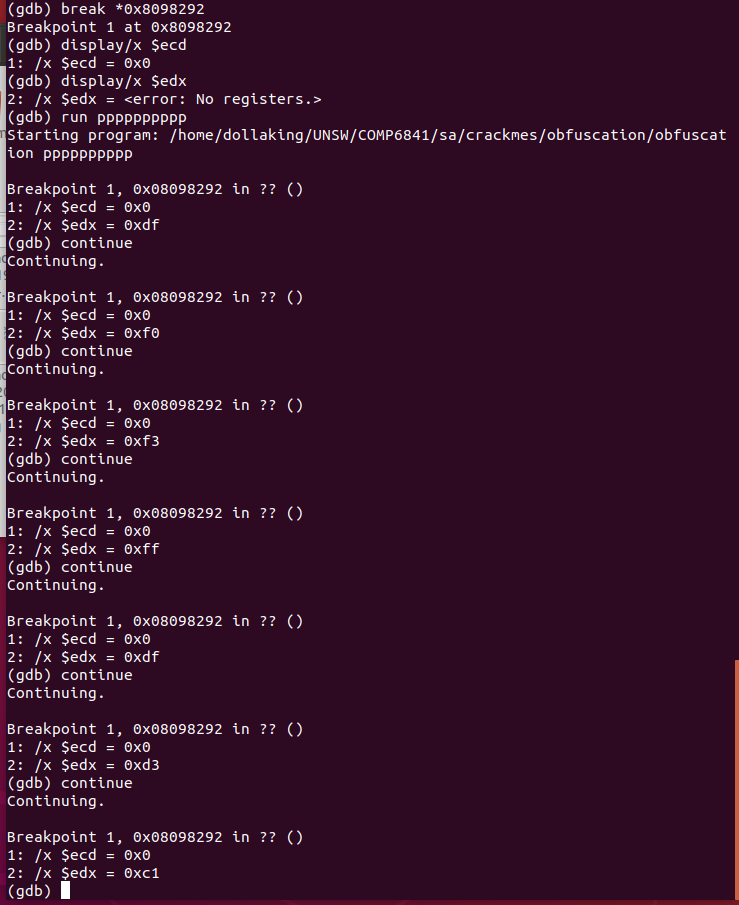 (gdb) break *0x8098292
Breakpoint 1 at 0x8098292
(gdb) display/x $ecd
1: /x $ecd = 0x0
(gdb) display/x $edx
2: /x $edx = <error: No registers.>
(gdb) run pppppppppp
Starting program: /home/dollaking/UNSW/COMP6841/sa/crackmes/obfuscation/obfuscat
ion pppppppppp
Breakpoint 1, 0x08098292 in ?? ()
1: /x $ecd = 0x0
2: /x $edx = 0xdf
(gdb) continue
Continuing.
Breakpoint 1, 0x08098292 in ?? ()
1: /x $ecd = 0x0
2: /x $edx = 0xf0
(gdb) continue
Continuing.
Breakpoint 1, 0x08098292 in ?? ()
1: /x $ecd = 0x0
2: /x $edx = 0xf3
(gdb) continue
Continuing.
Breakpoint 1, 0x08098292 in ?? ()
1: /x $ecd = 0x0
2: /x $edx = 0xff
(gdb) continue
Continuing.
Breakpoint 1, 0x08098292 in ?? ()
1: /x $ecd = 0x0
2: /x $edx = 0xdf
(gdb) continue
Continuing.
Breakpoint 1, 0x08098292 in ?? ()
1: /x $ecd = 0x0
2: /x $edx = 0xd3
(gdb) continue
Continuing.
Breakpoint 1, 0x08098292 in ?? ()
1: /x $ecd = 0x0
2: /x $edx = 0xc1
(gdb)